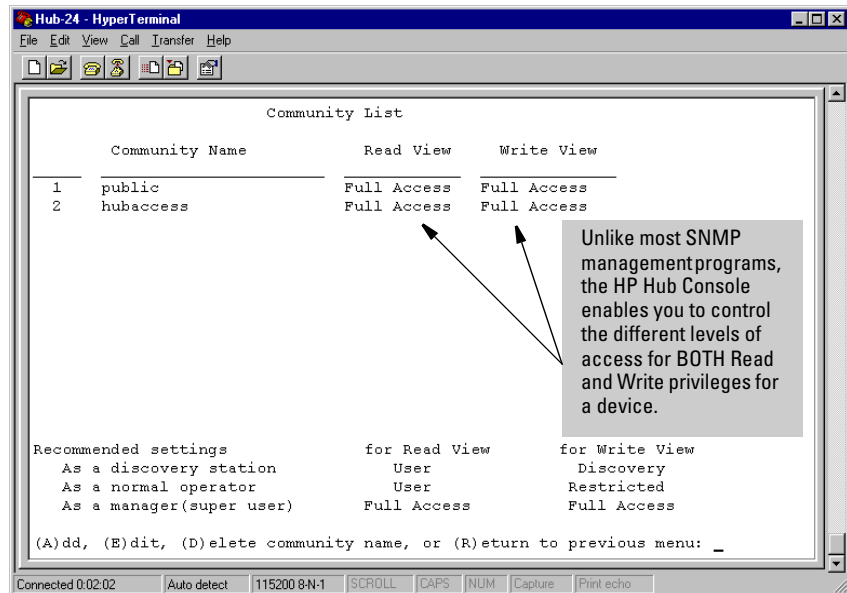 Hub-24 - HyperTerminal
File Edit View Call Transfer Help
Community List
Community Name Read View Write View
1 public Full Access Full Access
2 hubaccess Full Access Full Access
Unlike most SNMP
management programs,
the HP Hub Console
enables you to control
the different levels of
access for BOTH Read
and Write privileges for
a device.
Recommended settings for Read View for Write View
As a discovery station User Discovery
As a normal operator User Restricted
As a manager(super user) Full Access Full Access
(A)dd, (E)dit, (D)elete community name, or (R)eturn to previous menu: _
Connected 0:02:02 Auto detect 115200 8-N-1 SCROLL CAPS NUM Capture Print echo